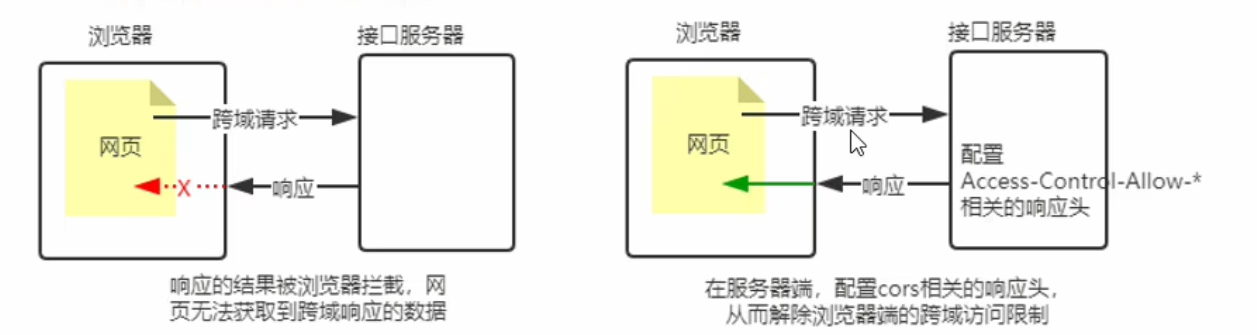 浏览器
接口服务器
网页
跨域请求
X
响应
响应的结果被浏览器拦截，网
页无法获取到跨域响应的数据
浏览器
接口服务器
网页
跨域请求
响应
配置
Access-Control-Allow-*
相关的响应头
在服务器端，配置cors相关的响应头，
从而解除浏览器端的跨域访问限制